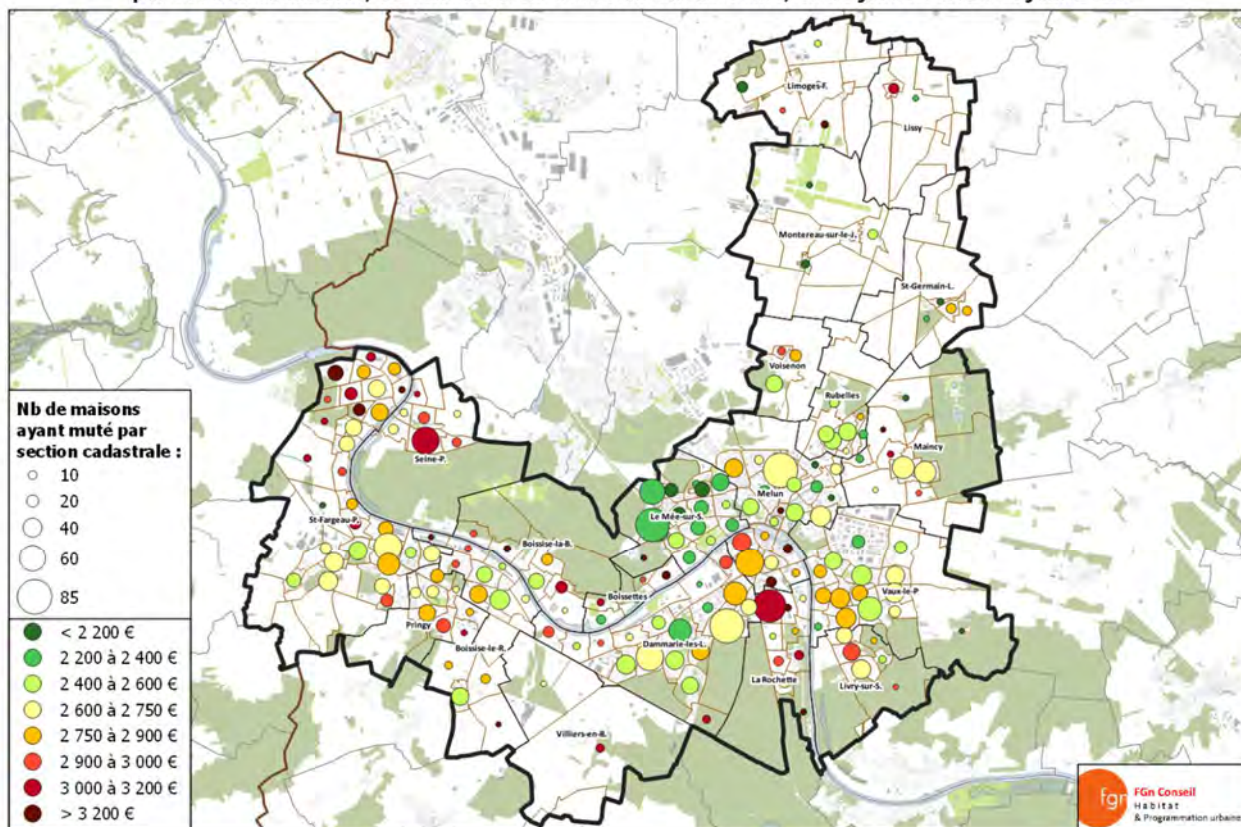 Limoges-F.
Lissy
Montereau-sur-le-J.
St-Germain-L.
Voisenon
Rubelles
Maincy
Seine-P.
Melun
Le Mée-sur-S.
St-Fargeau-P.
Boissise-la-B.
Boissettes
Vaux-le-P
Pringy
Boissise-le-R.
Dammarie-les-L.
La Rochette
Livry-sur-S.
Villiers-en-B.
Nb de maisons
ayant muté par
section cadastrale :
10
20
40
60
85
< 2 200 €
2 200 à 2 400 €
2 400 à 2 600 €
2 600 à 2 750 €
2 750 à 2 900 €
2 900 à 3 000 €
3 000 à 3 200 €
> 3 200 €
fgn
FGn Conseil
Habitat
& Programmation urbaine